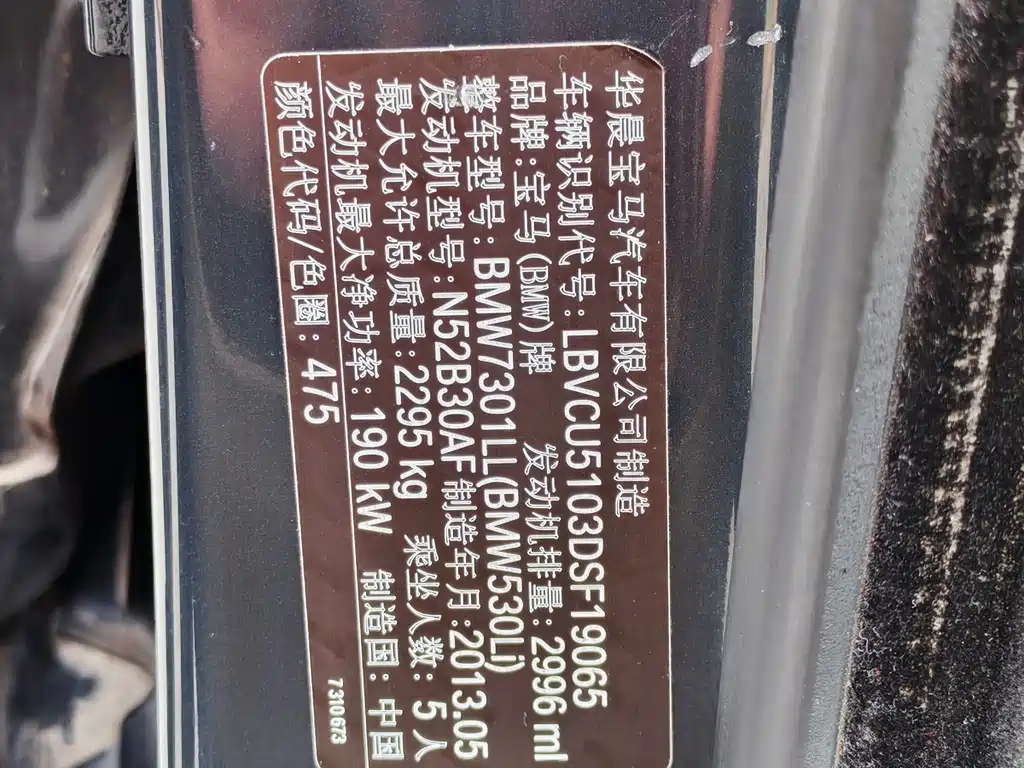 华晨宝马汽车有限公司制造
车辆识别代号：LBVCU5103DSF19065
品牌：宝马(BMW)牌 发动机排量：2996 ml
整车型号：BMW7301LL(BMW530Li)
发动机型号：N52B30AF 制造年月：2013.05
最大允许总质量：2295 kg 乘坐人数：5人
发动机最大净功率：190 kW 制造国：中国
颜色代码/色圈：475
7310673